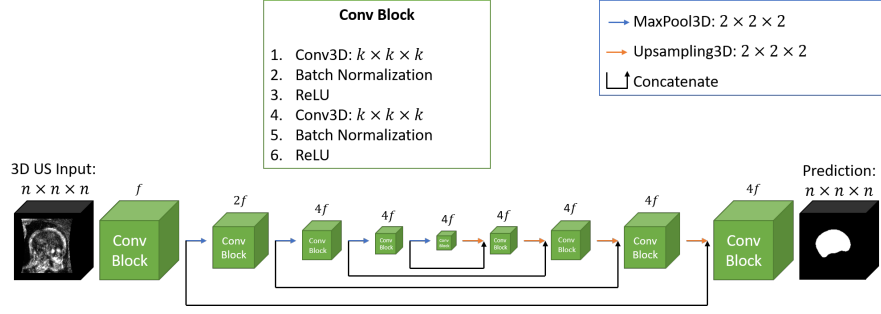 Conv Block
1. Conv3D: k × k × k
2. Batch Normalization
3. ReLU
4. Conv3D: k × k × k
5. Batch Normalization
6. ReLU
MaxPool3D: 2 × 2 × 2
Upsampling3D: 2 × 2 × 2
Concatenate
3D US Input:
n × n × n
f
2f
4f
4f
4f
4f
4f
4f
4f
Prediction:
n × n × n
Conv
Block
Conv
Block
Conv
Block
Conv
Block
Conv
Block
Conv
Block
Conv
Block
Conv
Block
Conv
Block